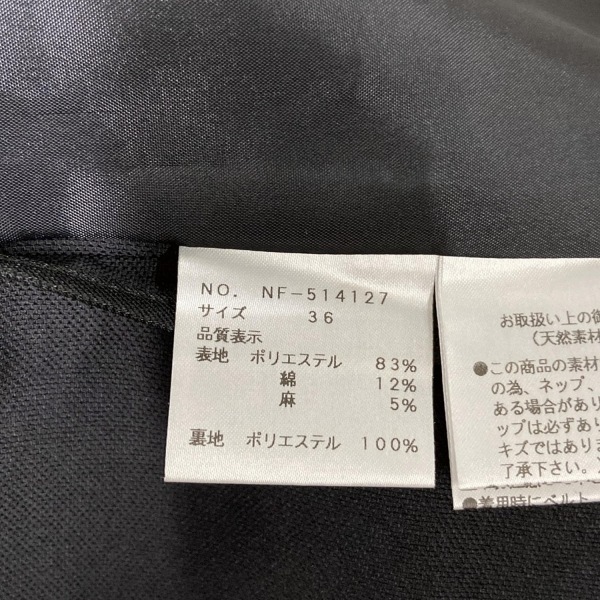 NO. NF-514127
サイズ 36
品質表示
表地 ポリエステル 83%
綿 12%
麻 5%
裏地 ポリエステル 100%
お取扱い上の
(天然素材
●この商品の素材
の為、ネップ、
ある場合があり
ップは必ずあり
キズではありま
了承下さい。
●着用時にベルト